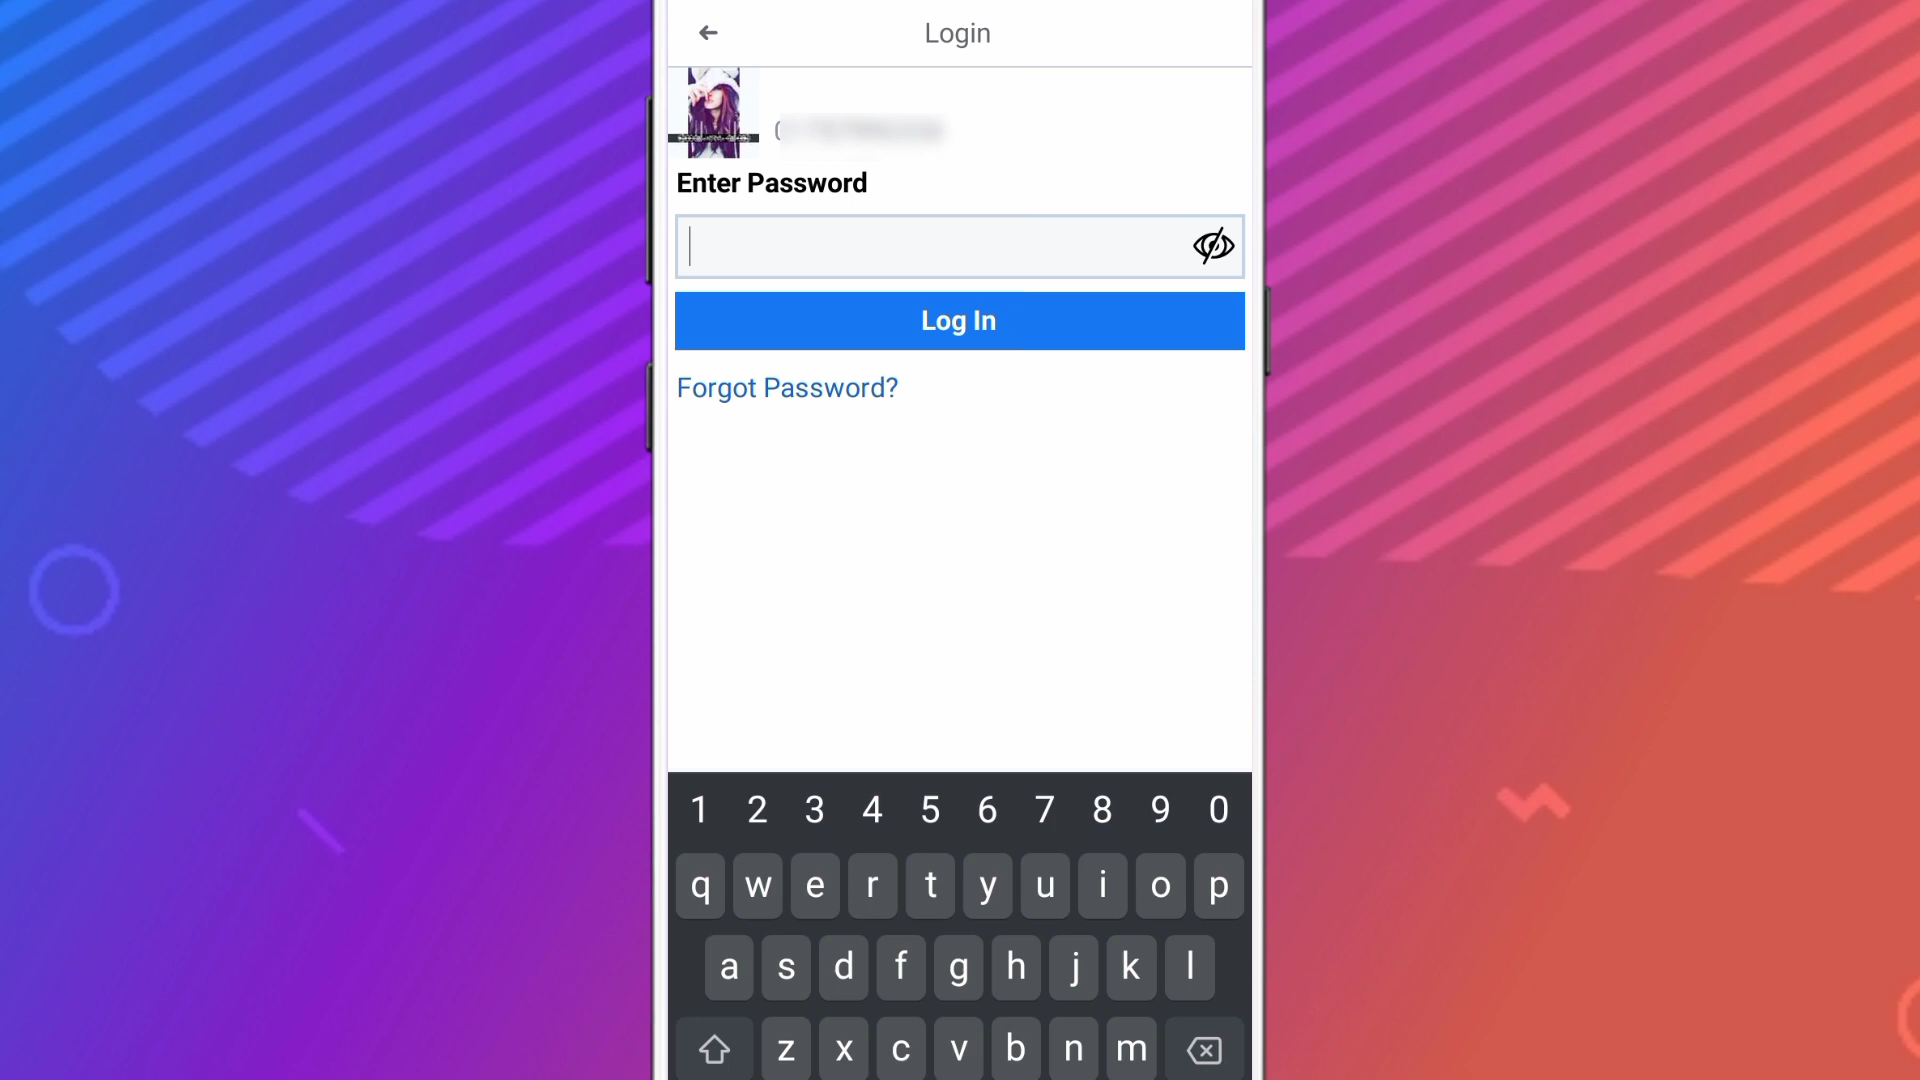 Login
Enter Password
Log In
Forgot Password?
1 2 3 4 5 6 7 8 9 0
q w e r t y u i o p
a s d f g h j k l
z x c v b n m